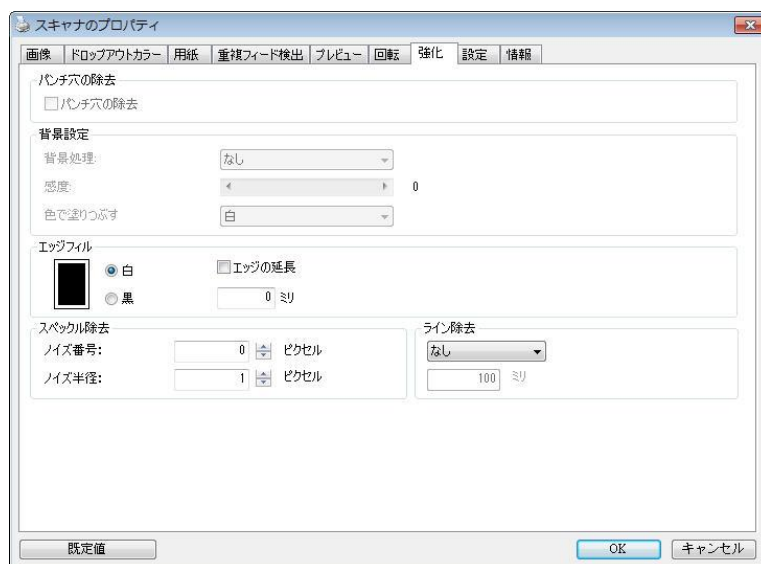 スキャナのプロパティ
画像 ドロップアウトカラー 用紙 重複フィード検出 プレビュー 回転 強化 設定 情報
パンチ穴の除去
パンチ穴の除去
背景設定
背景処理: なし
感度: 0
色で塗りつぶす 白
エッジフィル
白 エッジの延長
黒 0 ミリ
スペックル除去 ライン除去
ノイズ番号: 0 ピクセル なし
ノイズ半径: 1 ピクセル 100 ミリ
既定値 OK キャンセル